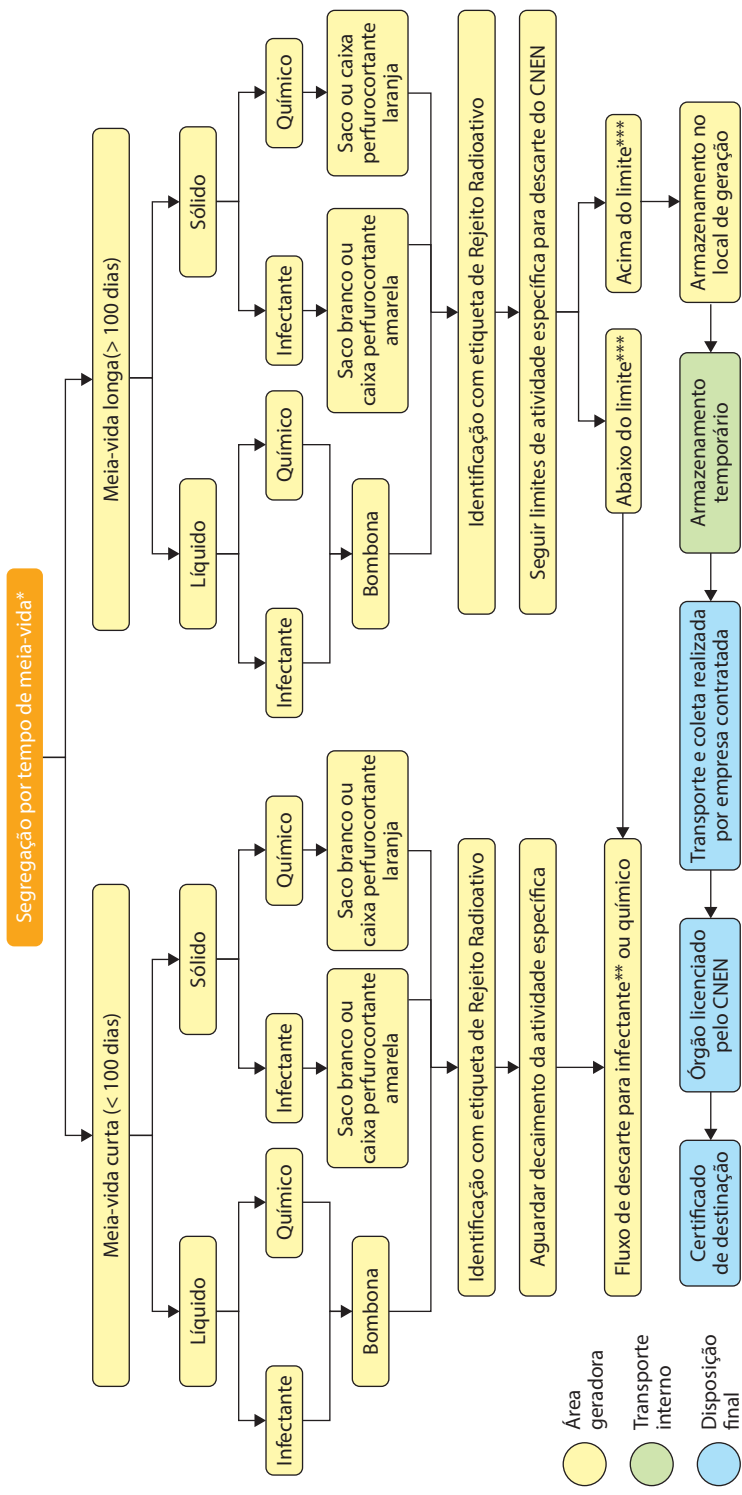 Segregação por tempo de meia-vida*
Meia-vida curta (< 100 dias)
Meia-vida longa(> 100 dias)
Líquido
Sólido
Líquido
Sólido
Infectante
Químico
Infectante
Químico
Infectante
Químico
Infectante
Químico
Bombona
Saco branco ou
caixa perfurocortante
amarela
Saco branco ou
caixa perfurocortante
laranja
Bombona
Saco branco ou
caixa perfurocortante
amarela
Saco ou caixa
perfurocortante
laranja
Identificação com etiqueta de Rejeito Radioativo
Identificação com etiqueta de Rejeito Radioativo
Aguardar decaimento da atividade específica
Seguir limites de atividade específica para descarte do CNEN
Fluxo de descarte para infectante** ou químico
Abaixo do limite***
Acima do limite***
Certificado
de destinação
Órgão licenciado
pelo CNEN
Transporte e coleta realizada
por empresa contratada
Armazenamento
temporário
Armazenamento no
local de geração
Área
geradora
Transporte
interno
Disposição
final